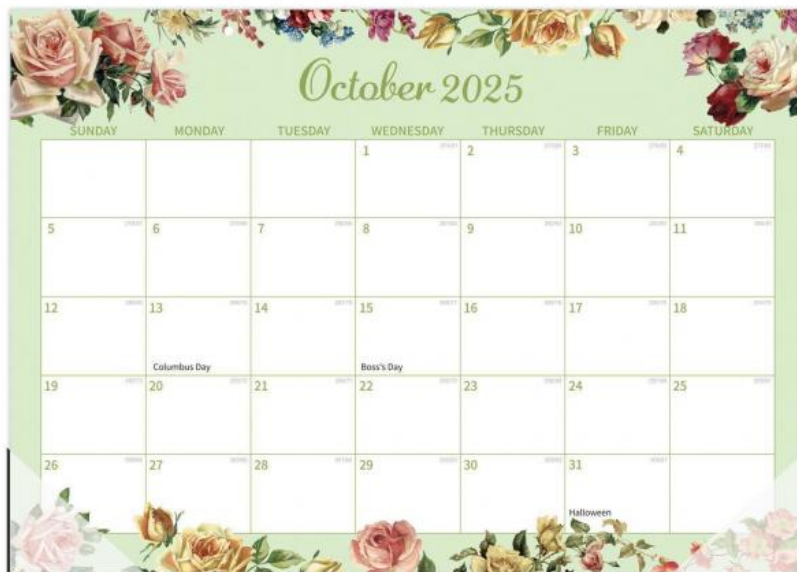 October 2025
SUNDAY MONDAY TUESDAY WEDNESDAY THURSDAY FRIDAY SATURDAY
1 2 3 4
5 6 7 8 9 10 11
12 13 14 15 16 17 18
Columbus Day Boss's Day
19 20 21 22 23 24 25
26 27 28 29 30 31
Halloween